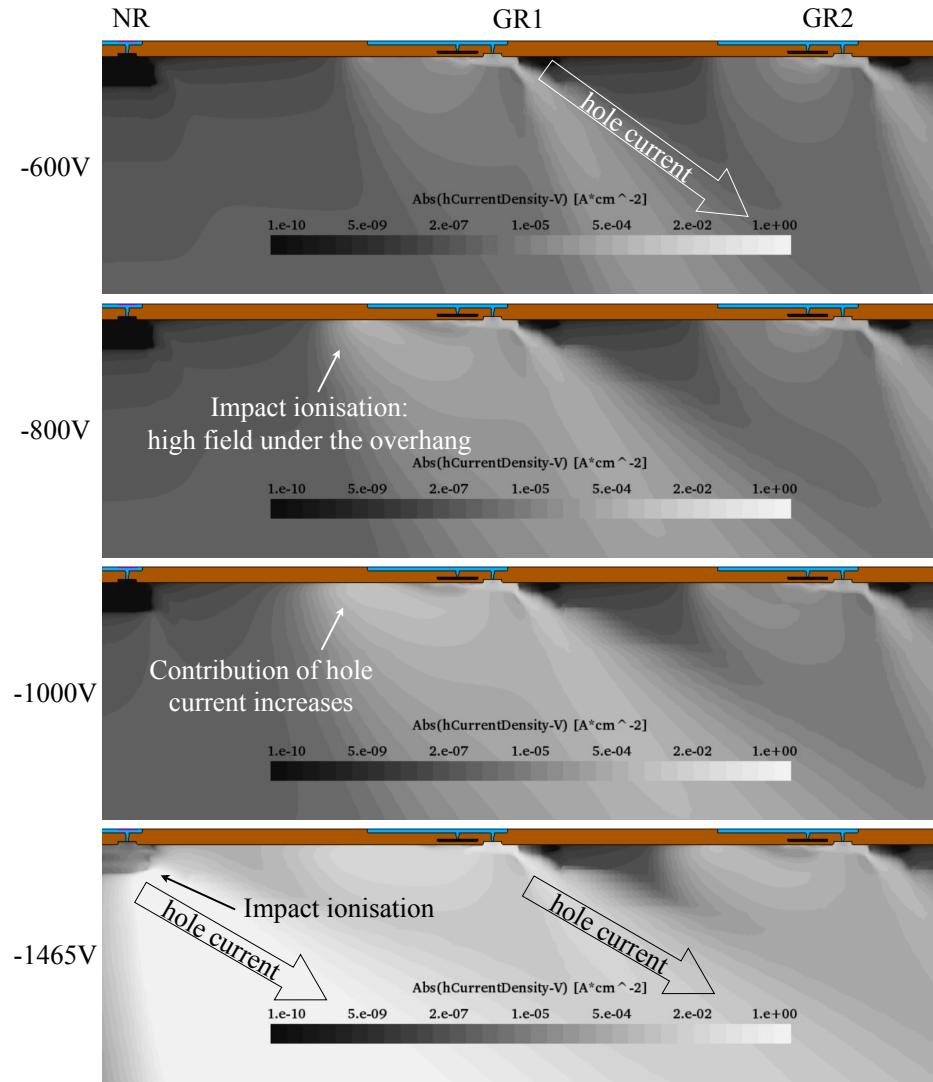 NR GR1 GR2
-600V
hole current
Abs(hCurrentDensity-V) [A*cm^-2]
1.e-10 5.e-09 2.e-07 1.e-05 5.e-04 2.e-02 1.e+00
-800V
Impact ionisation:
high field under the overhang
Abs(hCurrentDensity-V) [A*cm^-2]
1.e-10 5.e-09 2.e-07 1.e-05 5.e-04 2.e-02 1.e+00
-1000V
Contribution of hole
current increases
Abs(hCurrentDensity-V) [A*cm^-2]
1.e-10 5.e-09 2.e-07 1.e-05 5.e-04 2.e-02 1.e+00
-1465V
Impact ionisation
hole current
hole current
Abs(hCurrentDensity-V) [A*cm^-2]
1.e-10 5.e-09 2.e-07 1.e-05 5.e-04 2.e-02 1.e+00